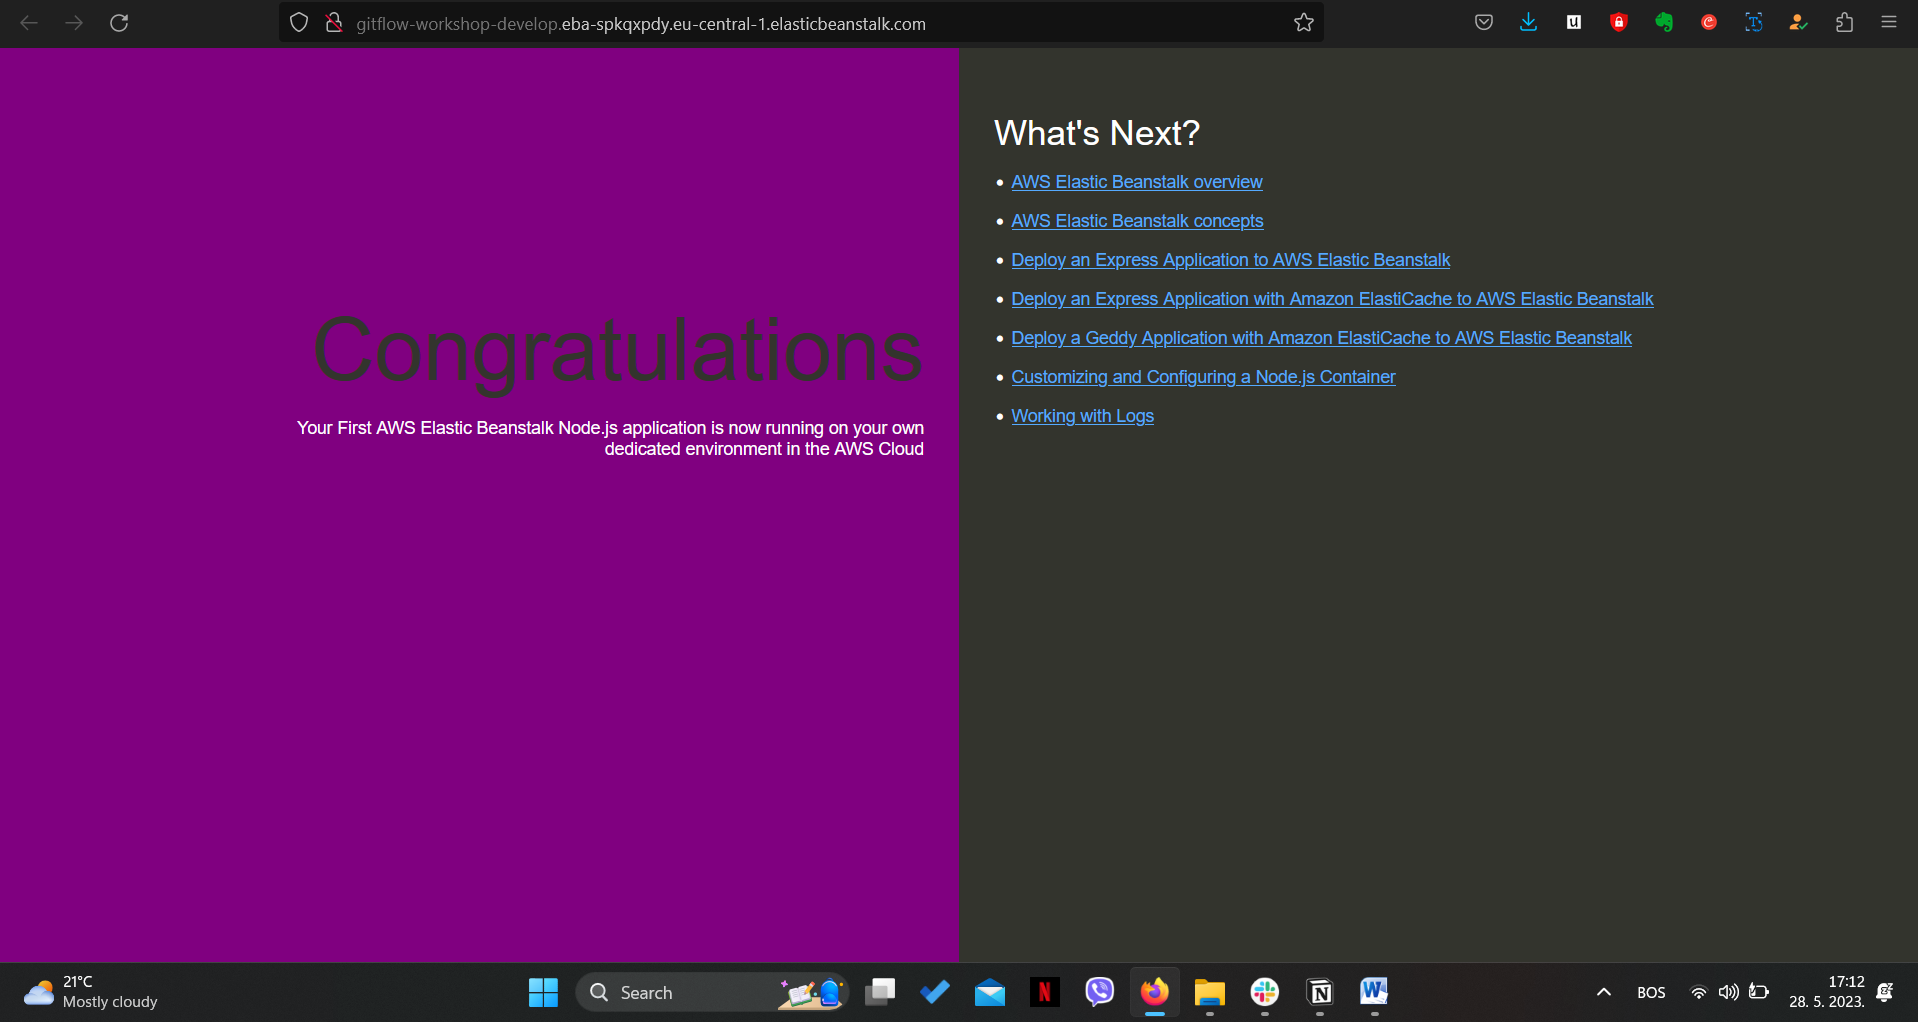 gitflow-workshop-develop.eba-spkqxpdy.eu-central-1.elasticbeanstalk.com
Congratulations
Your First AWS Elastic Beanstalk Node.js application is now running on your own
dedicated environment in the AWS Cloud
What's Next?
AWS Elastic Beanstalk overview
AWS Elastic Beanstalk concepts
Deploy an Express Application to AWS Elastic Beanstalk
Deploy an Express Application with Amazon ElastiCache to AWS Elastic Beanstalk
Deploy a Geddy Application with Amazon ElastiCache to AWS Elastic Beanstalk
Customizing and Configuring a Node.js Container
Working with Logs
21°C
Mostly cloudy
Search
BOS
17:12
28. 5. 2023.